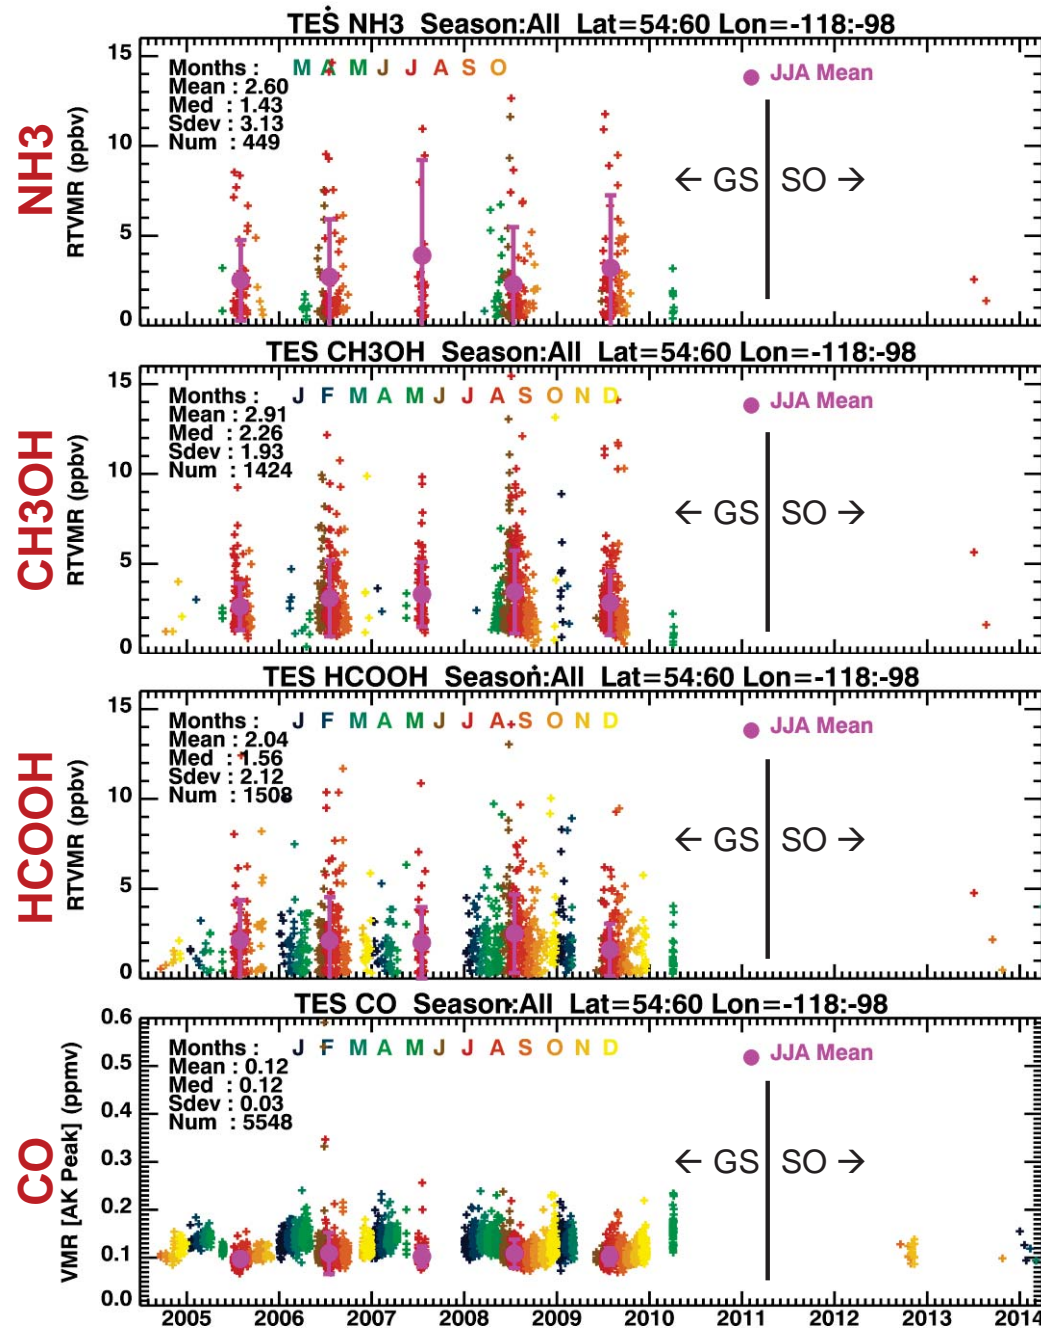 TES NH3 Season:All Lat=54:60 Lon=-118:-98
NH3
RTVMR (ppbv)
15
10
5
0
Months : M A M J J A S O
Mean : 2.60
Med : 1.43
Sdev : 3.13
Num : 449
JJA Mean
← GS SO →
TES CH3OH Season:All Lat=54:60 Lon=-118:-98
CH3OH
RTVMR (ppbv)
15
10
5
0
Months : J F M A M J J A S O N D
Mean : 2.91
Med : 2.26
Sdev : 1.93
Num : 1424
JJA Mean
← GS SO →
TES HCOOH Season:All Lat=54:60 Lon=-118:-98
HCOOH
RTVMR (ppbv)
15
10
5
0
Months : J F M A M J J A S O N D
Mean : 2.04
Med : 1.56
Sdev : 2.12
Num : 1508
JJA Mean
← GS SO →
TES CO Season:All Lat=54:60 Lon=-118:-98
CO
VMR [AK Peak] (ppmv)
0.6
0.5
0.4
0.3
0.2
0.1
0.0
Months : J F M A M J J A S O N D
Mean : 0.12
Med : 0.12
Sdev : 0.03
Num : 5548
JJA Mean
← GS SO →
2005 2006 2007 2008 2009 2010 2011 2012 2013 2014